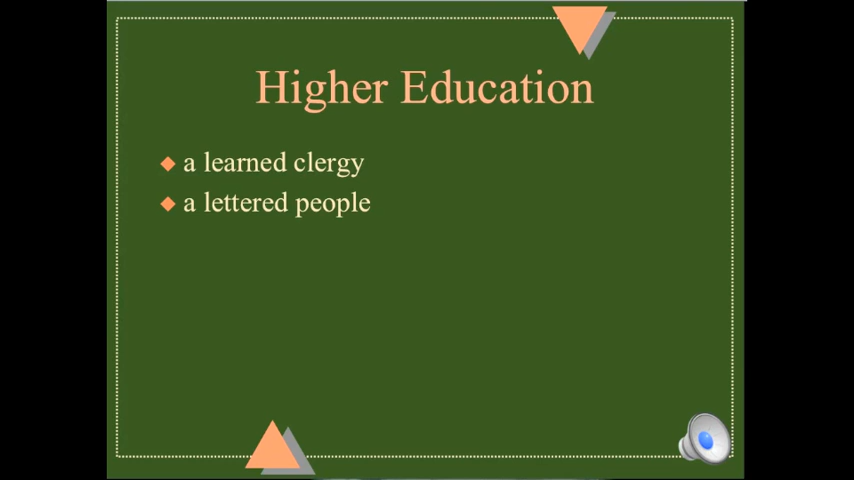 Higher Education
a learned clergy
a lettered people